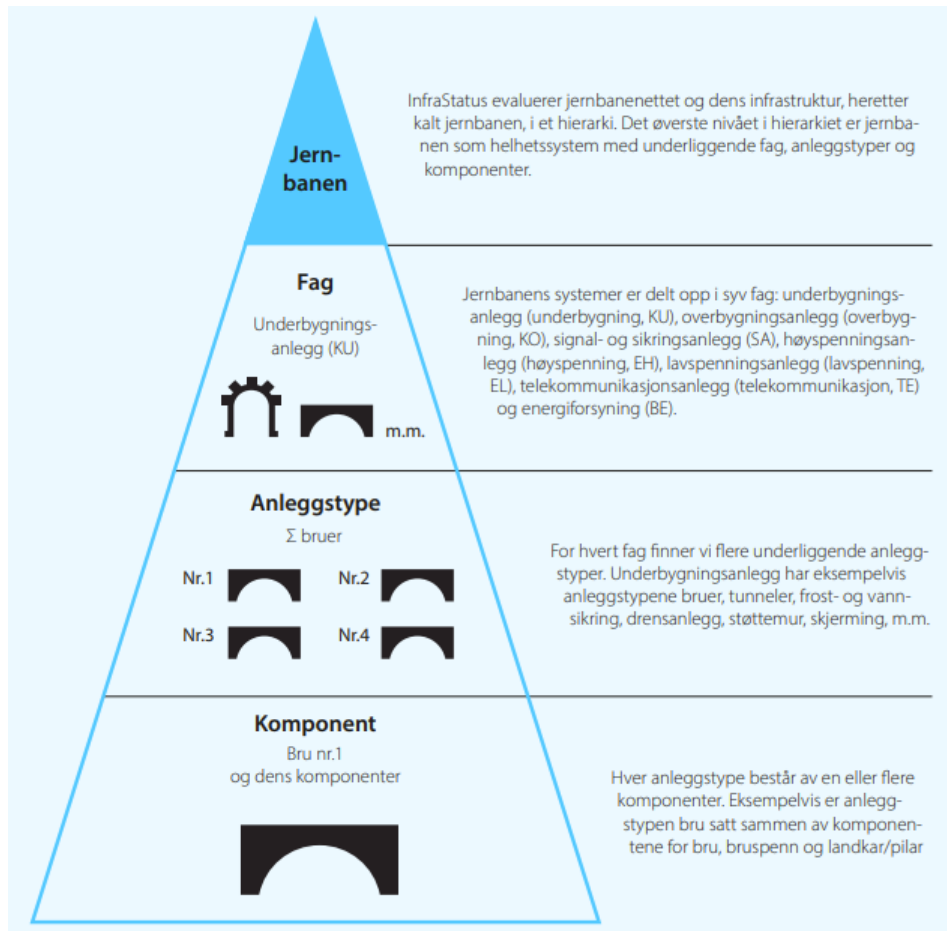 InfraStatus evaluerer jernbanenettet og dens infrastruktur, heretter
kalt jernbanen, i et hierarki. Det øverste nivået i hierarkiet er jernba-
nen som helhetssystem med underliggende fag, anleggstyper og
komponenter.
Jern-
banen
Fag
Underbygnings-
anlegg (KU)
m.m.
Jernbanens systemer er delt opp i syv fag: underbygnings-
anlegg (underbygning, KU), overbygningsanlegg (overbyg-
ning, KO), signal- og sikringsanlegg (SA), høyspenningsan-
legg (høyspenning, EH), lavspenningsanlegg (lavspenning,
EL), telekommunikasjonsanlegg (telekommunikasjon, TE)
og energiforsyning (BE).
Anleggstype
Σ bruer
Nr.1
Nr.2
Nr.3
Nr.4
For hvert fag finner vi flere underliggende anlegg-
styper. Underbygningsanlegg har eksempelvis
anleggstypene bruer, tunneler, frost- og vann-
sikring, drensanlegg, støttemur, skjerming, m.m.
Komponent
Bru nr.1
og dens komponenter
Hver anleggstype består av en eller flere
komponenter. Eksempelvis er anlegg-
stypen bru satt sammen av komponen-
tene for bru, bruspenn og landkar/pilar